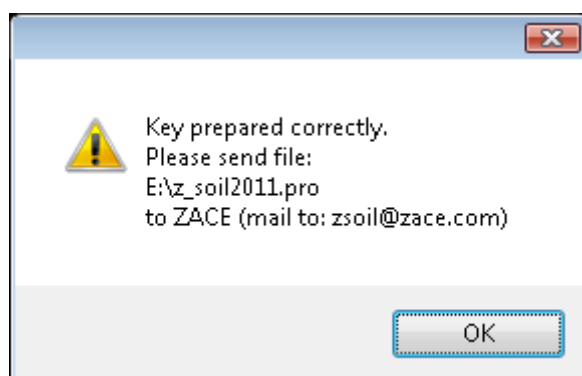 Key prepared correctly.
Please send file:
E:\z_soil2011.pro
to ZACE (mail to: zsoil@zace.com)
OK